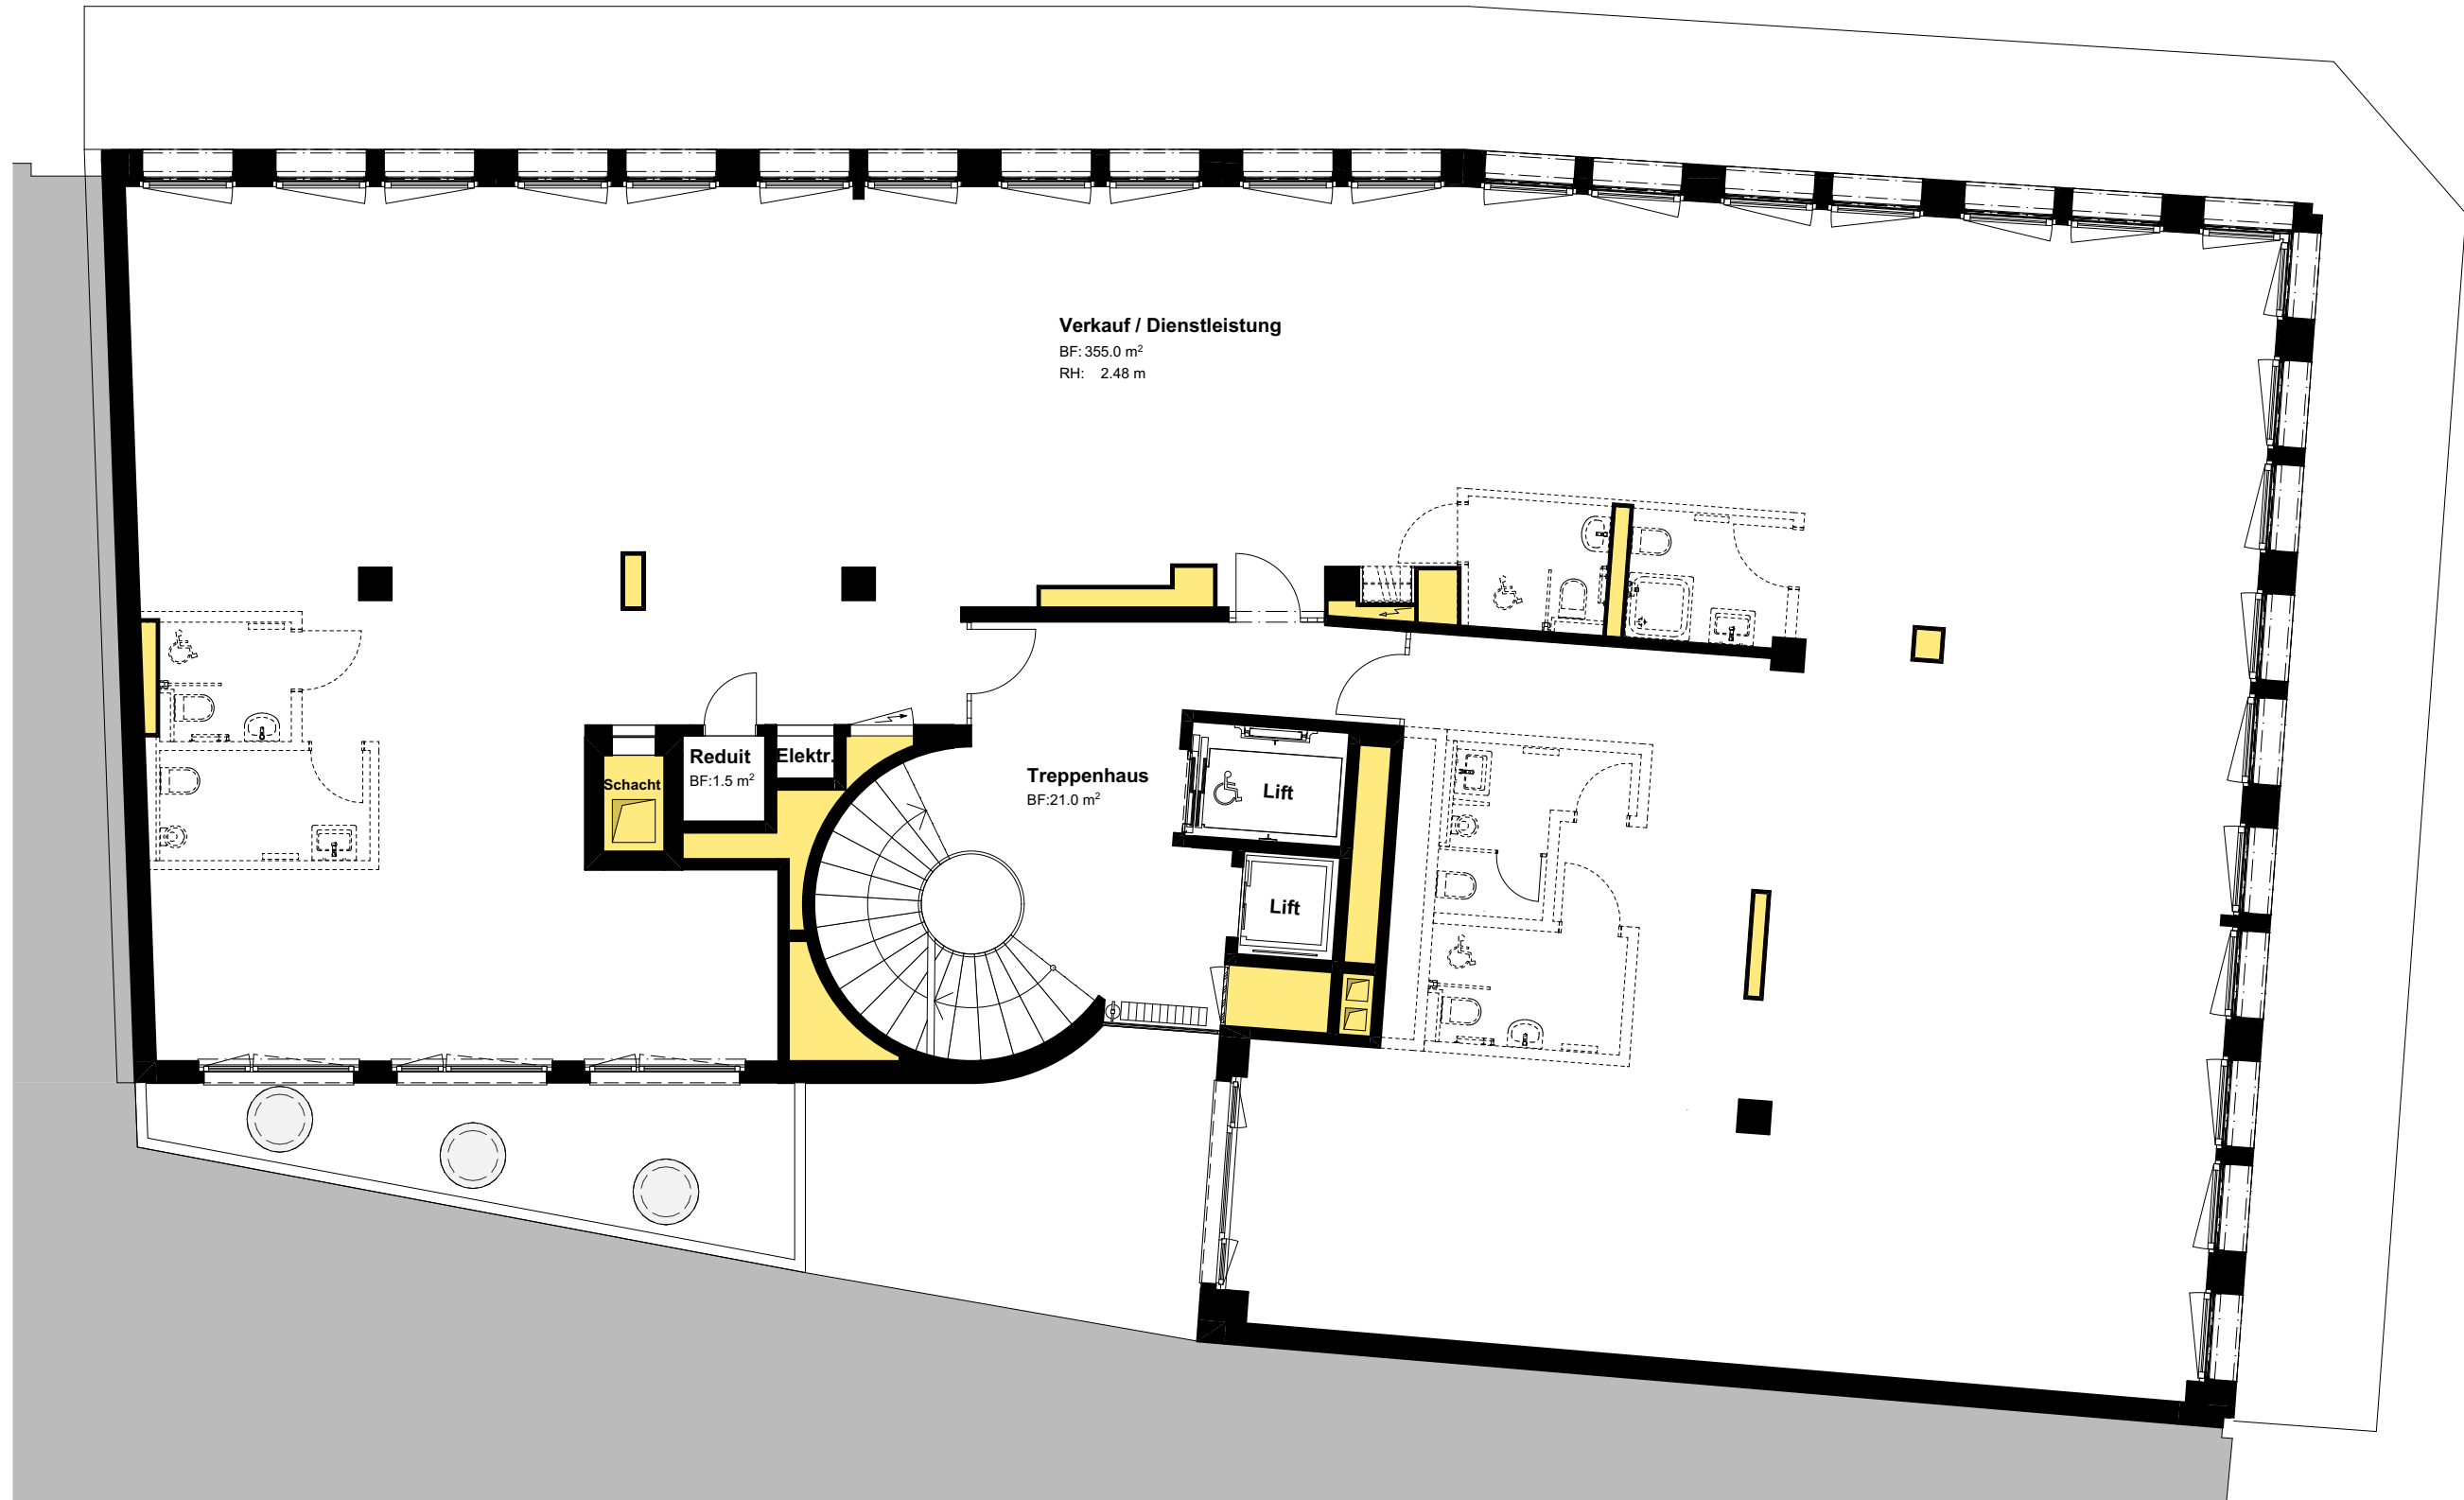 Verkauf / Dienstleistung
BF: 355.0 m²
RH: 2.48 m
Reduit
BF:1.5 m²
Elektr.
Schacht
Treppenhaus
BF:21.0 m²
Lift
Lift